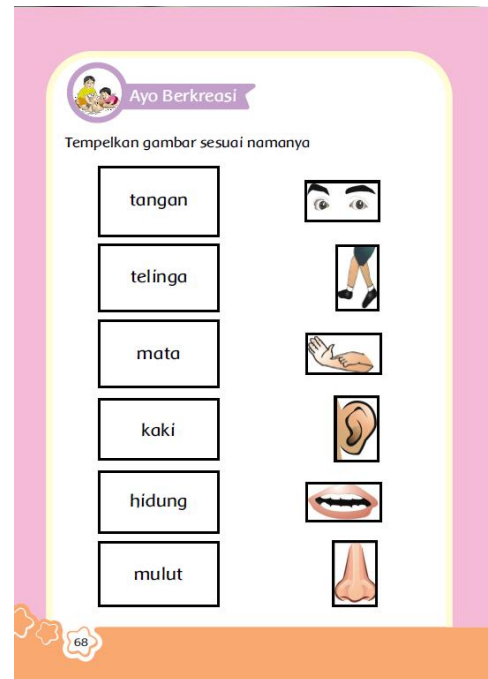 Ayo Berkreasi
Tempelkan gambar sesuai namanya
tangan
telinga
mata
kaki
hidung
mulut
68